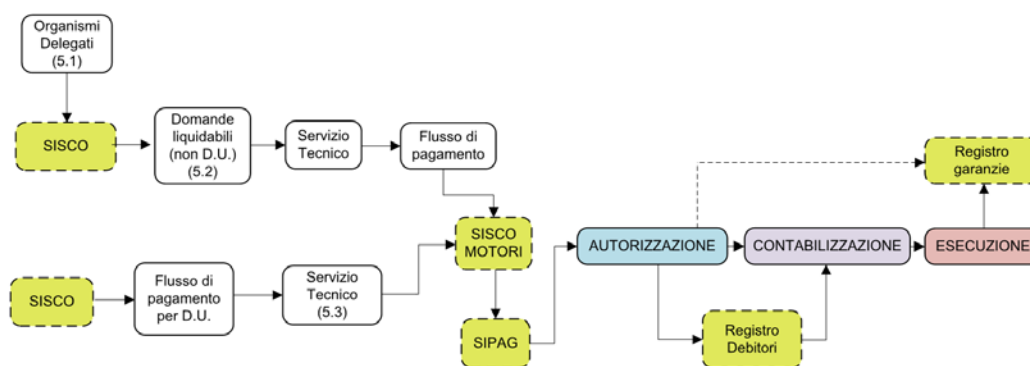 Organismi
Delegati
(5.1)
SISCO
Domande
liquidabili
(non D.U.)
(5.2)
Servizio
Tecnico
Flusso di
pagamento
SISCO
MOTORI
SISCO
Flusso di
pagamento
per D.U.
Servizio
Tecnico
(5.3)
SIPAG
AUTORIZZAZIONE
CONTABILIZZAZIONE
ESECUZIONE
Registro
garanzie
Registro
Debitori